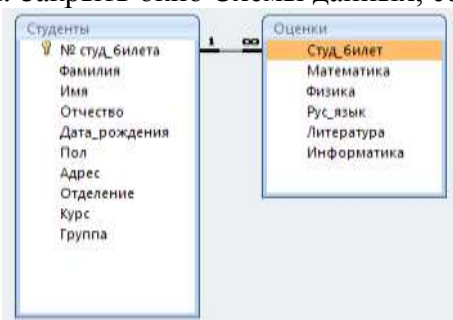 Закрыть окно Схемы данных, со
Студенты
№ студ_билета
Фамилия
Имя
Отчество
Дата_рождения
Пол
Адрес
Отделение
Курс
Группа
1 ∞
Оценки
Студ_билет
Математика
Физика
Рус_язык
Литература
Информатика